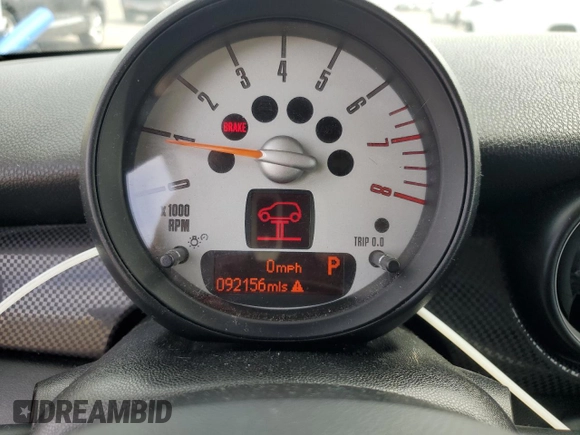 0 1 2 3 4 5 6 7 8
BRAKE
x1000
RPM
TRIP 0.0
0mph P
092156mls
DREAMBID